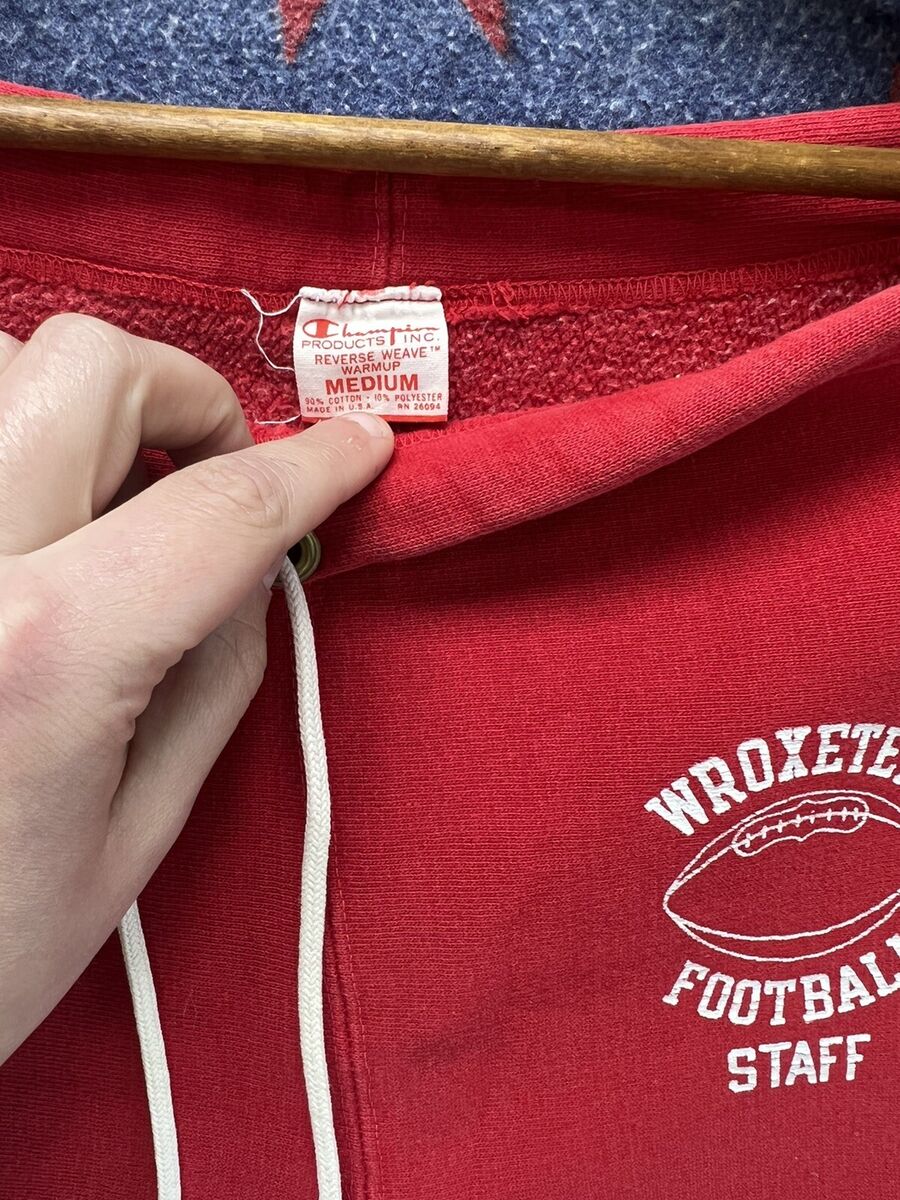 Champion
PRODUCTS INC.
REVERSE WEAVE™
WARMUP
MEDIUM
90% COTTON • 10% POLYESTER
MADE IN U.S.A. RN 26094
WROXETE
FOOTBAL
STAFF